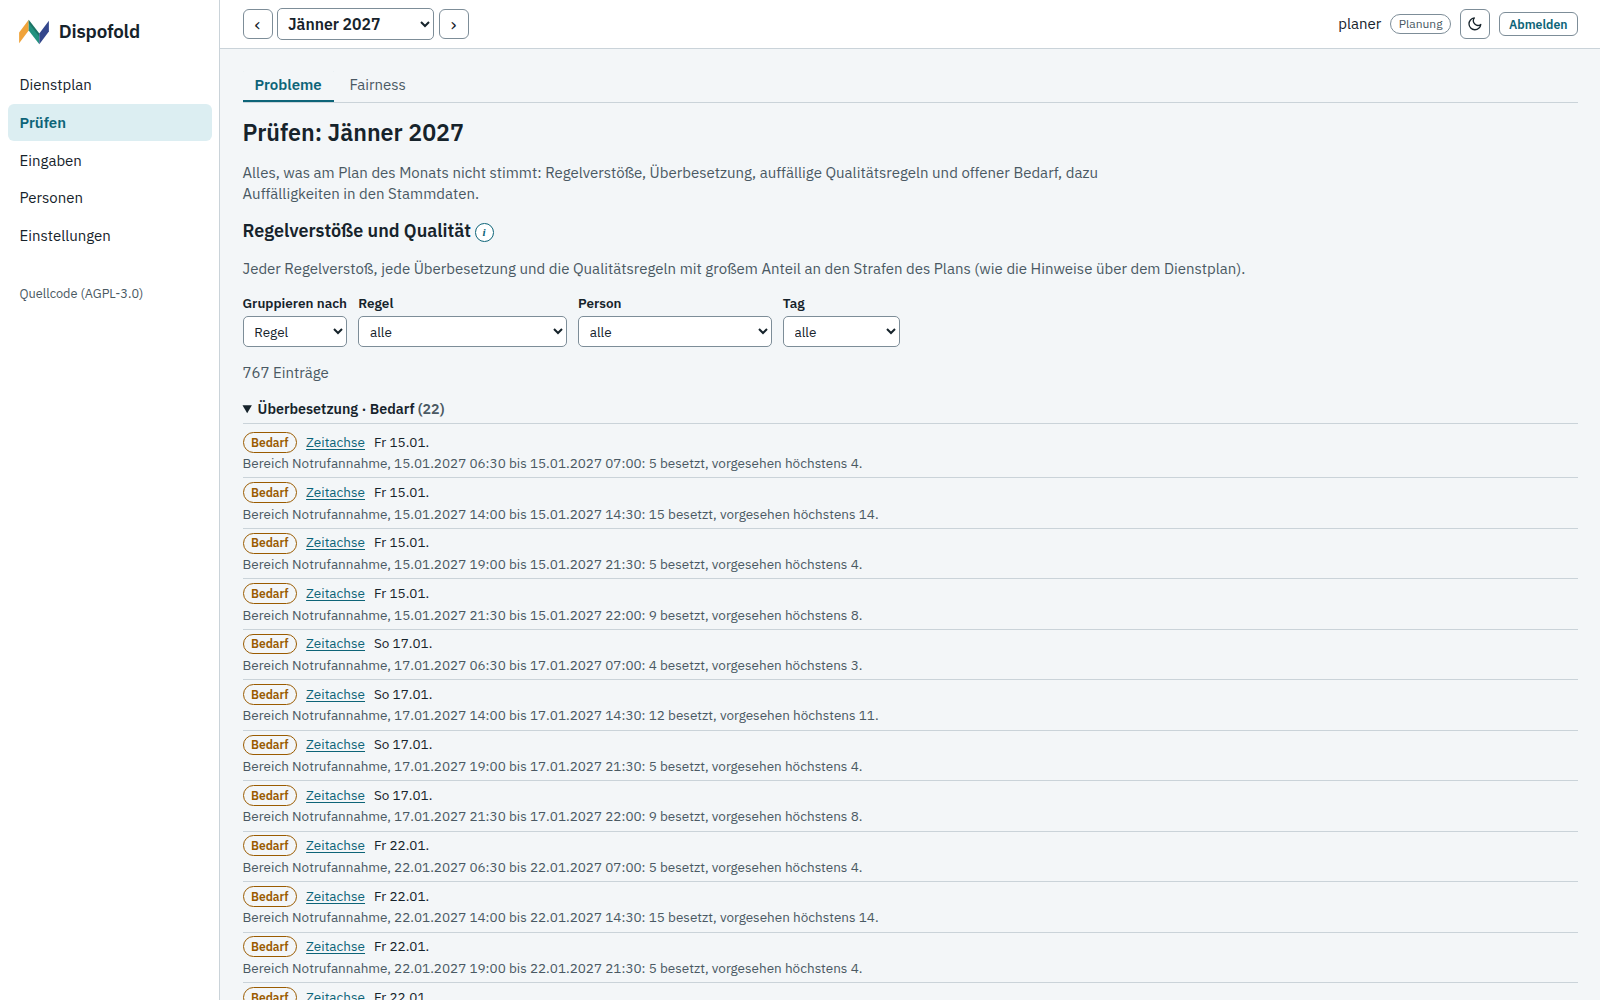 Dispofold
Dienstplan
Prüfen
Eingaben
Personen
Einstellungen
Quellcode (AGPL-3.0)
‹ Jänner 2027 ›
planer Planung Abmelden
Probleme Fairness
Prüfen: Jänner 2027
Alles, was am Plan des Monats nicht stimmt: Regelverstöße, Überbesetzung, auffällige Qualitätsregeln und offener Bedarf, dazu
Auffälligkeiten in den Stammdaten.
Regelverstöße und Qualität i
Jeder Regelverstoß, jede Überbesetzung und die Qualitätsregeln mit großem Anteil an den Strafen des Plans (wie die Hinweise über dem Dienstplan).
Gruppieren nach Regel Person Tag
Regel alle alle alle
767 Einträge
▼ Überbesetzung · Bedarf (22)
Bedarf Zeitachse Fr 15.01.
Bereich Notrufannahme, 15.01.2027 06:30 bis 15.01.2027 07:00: 5 besetzt, vorgesehen höchstens 4.
Bedarf Zeitachse Fr 15.01.
Bereich Notrufannahme, 15.01.2027 14:00 bis 15.01.2027 14:30: 15 besetzt, vorgesehen höchstens 14.
Bedarf Zeitachse Fr 15.01.
Bereich Notrufannahme, 15.01.2027 19:00 bis 15.01.2027 21:30: 5 besetzt, vorgesehen höchstens 4.
Bedarf Zeitachse Fr 15.01.
Bereich Notrufannahme, 15.01.2027 21:30 bis 15.01.2027 22:00: 9 besetzt, vorgesehen höchstens 8.
Bedarf Zeitachse So 17.01.
Bereich Notrufannahme, 17.01.2027 06:30 bis 17.01.2027 07:00: 4 besetzt, vorgesehen höchstens 3.
Bedarf Zeitachse So 17.01.
Bereich Notrufannahme, 17.01.2027 14:00 bis 17.01.2027 14:30: 12 besetzt, vorgesehen höchstens 11.
Bedarf Zeitachse So 17.01.
Bereich Notrufannahme, 17.01.2027 19:00 bis 17.01.2027 21:30: 5 besetzt, vorgesehen höchstens 4.
Bedarf Zeitachse So 17.01.
Bereich Notrufannahme, 17.01.2027 21:30 bis 17.01.2027 22:00: 9 besetzt, vorgesehen höchstens 8.
Bedarf Zeitachse Fr 22.01.
Bereich Notrufannahme, 22.01.2027 06:30 bis 22.01.2027 07:00: 5 besetzt, vorgesehen höchstens 4.
Bedarf Zeitachse Fr 22.01.
Bereich Notrufannahme, 22.01.2027 14:00 bis 22.01.2027 14:30: 15 besetzt, vorgesehen höchstens 14.
Bedarf Zeitachse Fr 22.01.
Bereich Notrufannahme, 22.01.2027 19:00 bis 22.01.2027 21:30: 5 besetzt, vorgesehen höchstens 4.
Bedarf Zeitachse Fr 22.01.